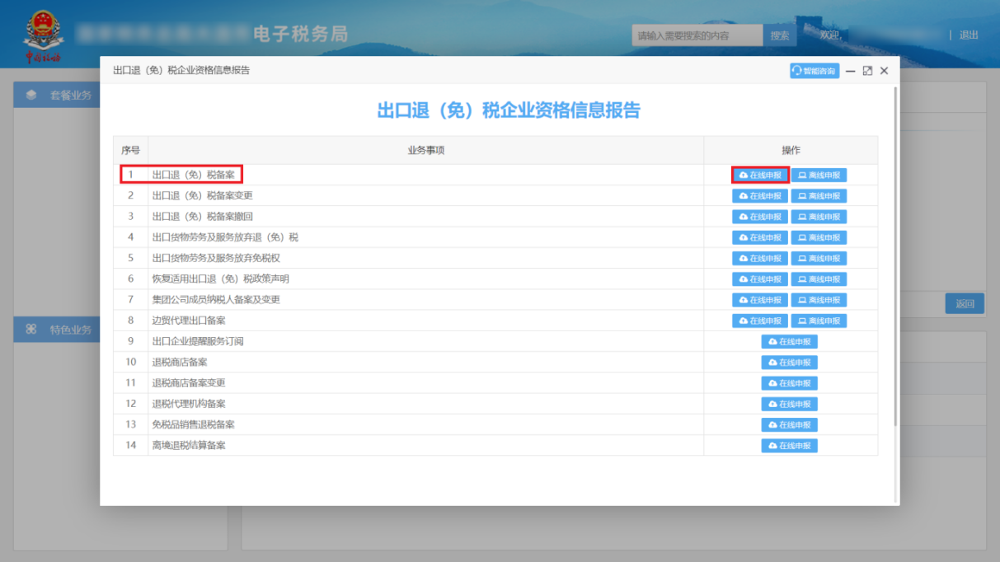 中国税务
电子税务局
请输入需要搜索的内容 搜索 欢迎, | 退出
套餐业务
特色业务
返回
出口退（免）税企业资格信息报告 智能咨询
出口退（免）税企业资格信息报告
序号 业务事项 操作
1 出口退（免）税备案 在线申报 离线申报
2 出口退（免）税备案变更 在线申报 离线申报
3 出口退（免）税备案撤回 在线申报 离线申报
4 出口货物劳务及服务放弃退（免）税 在线申报 离线申报
5 出口货物劳务及服务放弃免税权 在线申报 离线申报
6 恢复适用出口退（免）税政策声明 在线申报 离线申报
7 集团公司成员纳税人备案及变更 在线申报 离线申报
8 边贸代理出口备案 在线申报 离线申报
9 出口企业提醒服务订阅 在线申报
10 退税商店备案 在线申报
11 退税商店备案变更 在线申报
12 退税代理机构备案 在线申报
13 免税品销售退税备案 在线申报
14 离境退税结算备案 在线申报